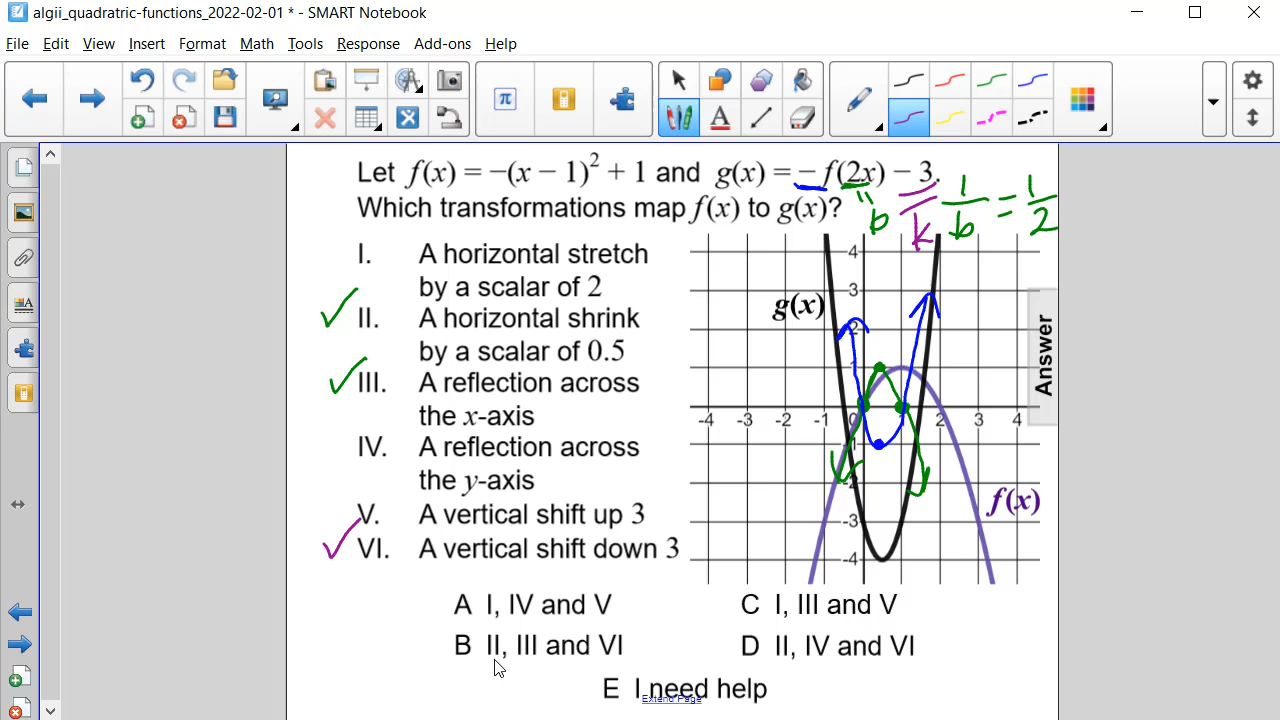 algii_quadratric-functions_2022-02-01 * - SMART Notebook
File Edit View Insert Format Math Tools Response Add-ons Help
Let f(x) = −(x − 1)² + 1 and g(x) = − f(2x) − 3.
Which transformations map f(x) to g(x)?
b k 1/b = 1/2
I. A horizontal stretch
by a scalar of 2
II. A horizontal shrink
by a scalar of 0.5
III. A reflection across
the x-axis
IV. A reflection across
the y-axis
V. A vertical shift up 3
VI. A vertical shift down 3
g(x)
f(x)
4
3
2
1
-4 -3 -2 -1 0 2 3 4
-2
-3
-4
Answer
A I, IV and V
C I, III and V
B II, III and VI
D II, IV and VI
E I need help
Extend Page